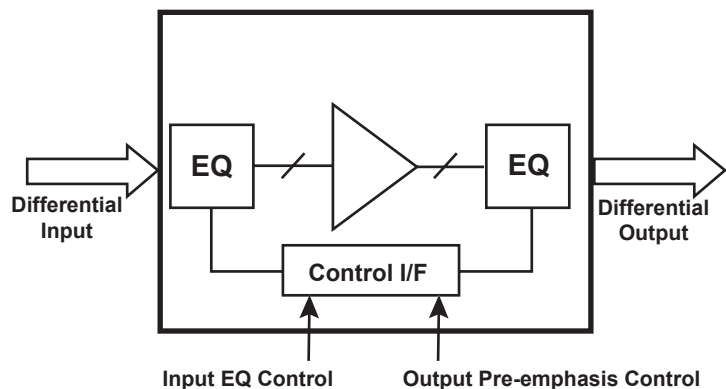 EQ
EQ
Differential
Input
Differential
Output
Control I/F
Input EQ Control
Output Pre-emphasis Control